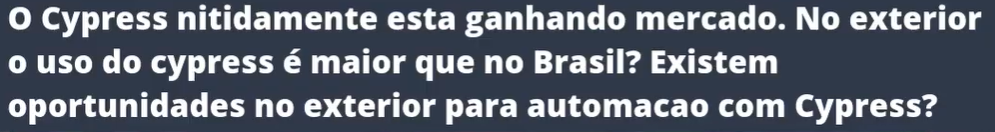 O Cypress nitidamente esta ganhando mercado. No exterior
o uso do cypress é maior que no Brasil? Existem
oportunidades no exterior para automacao com Cypress?